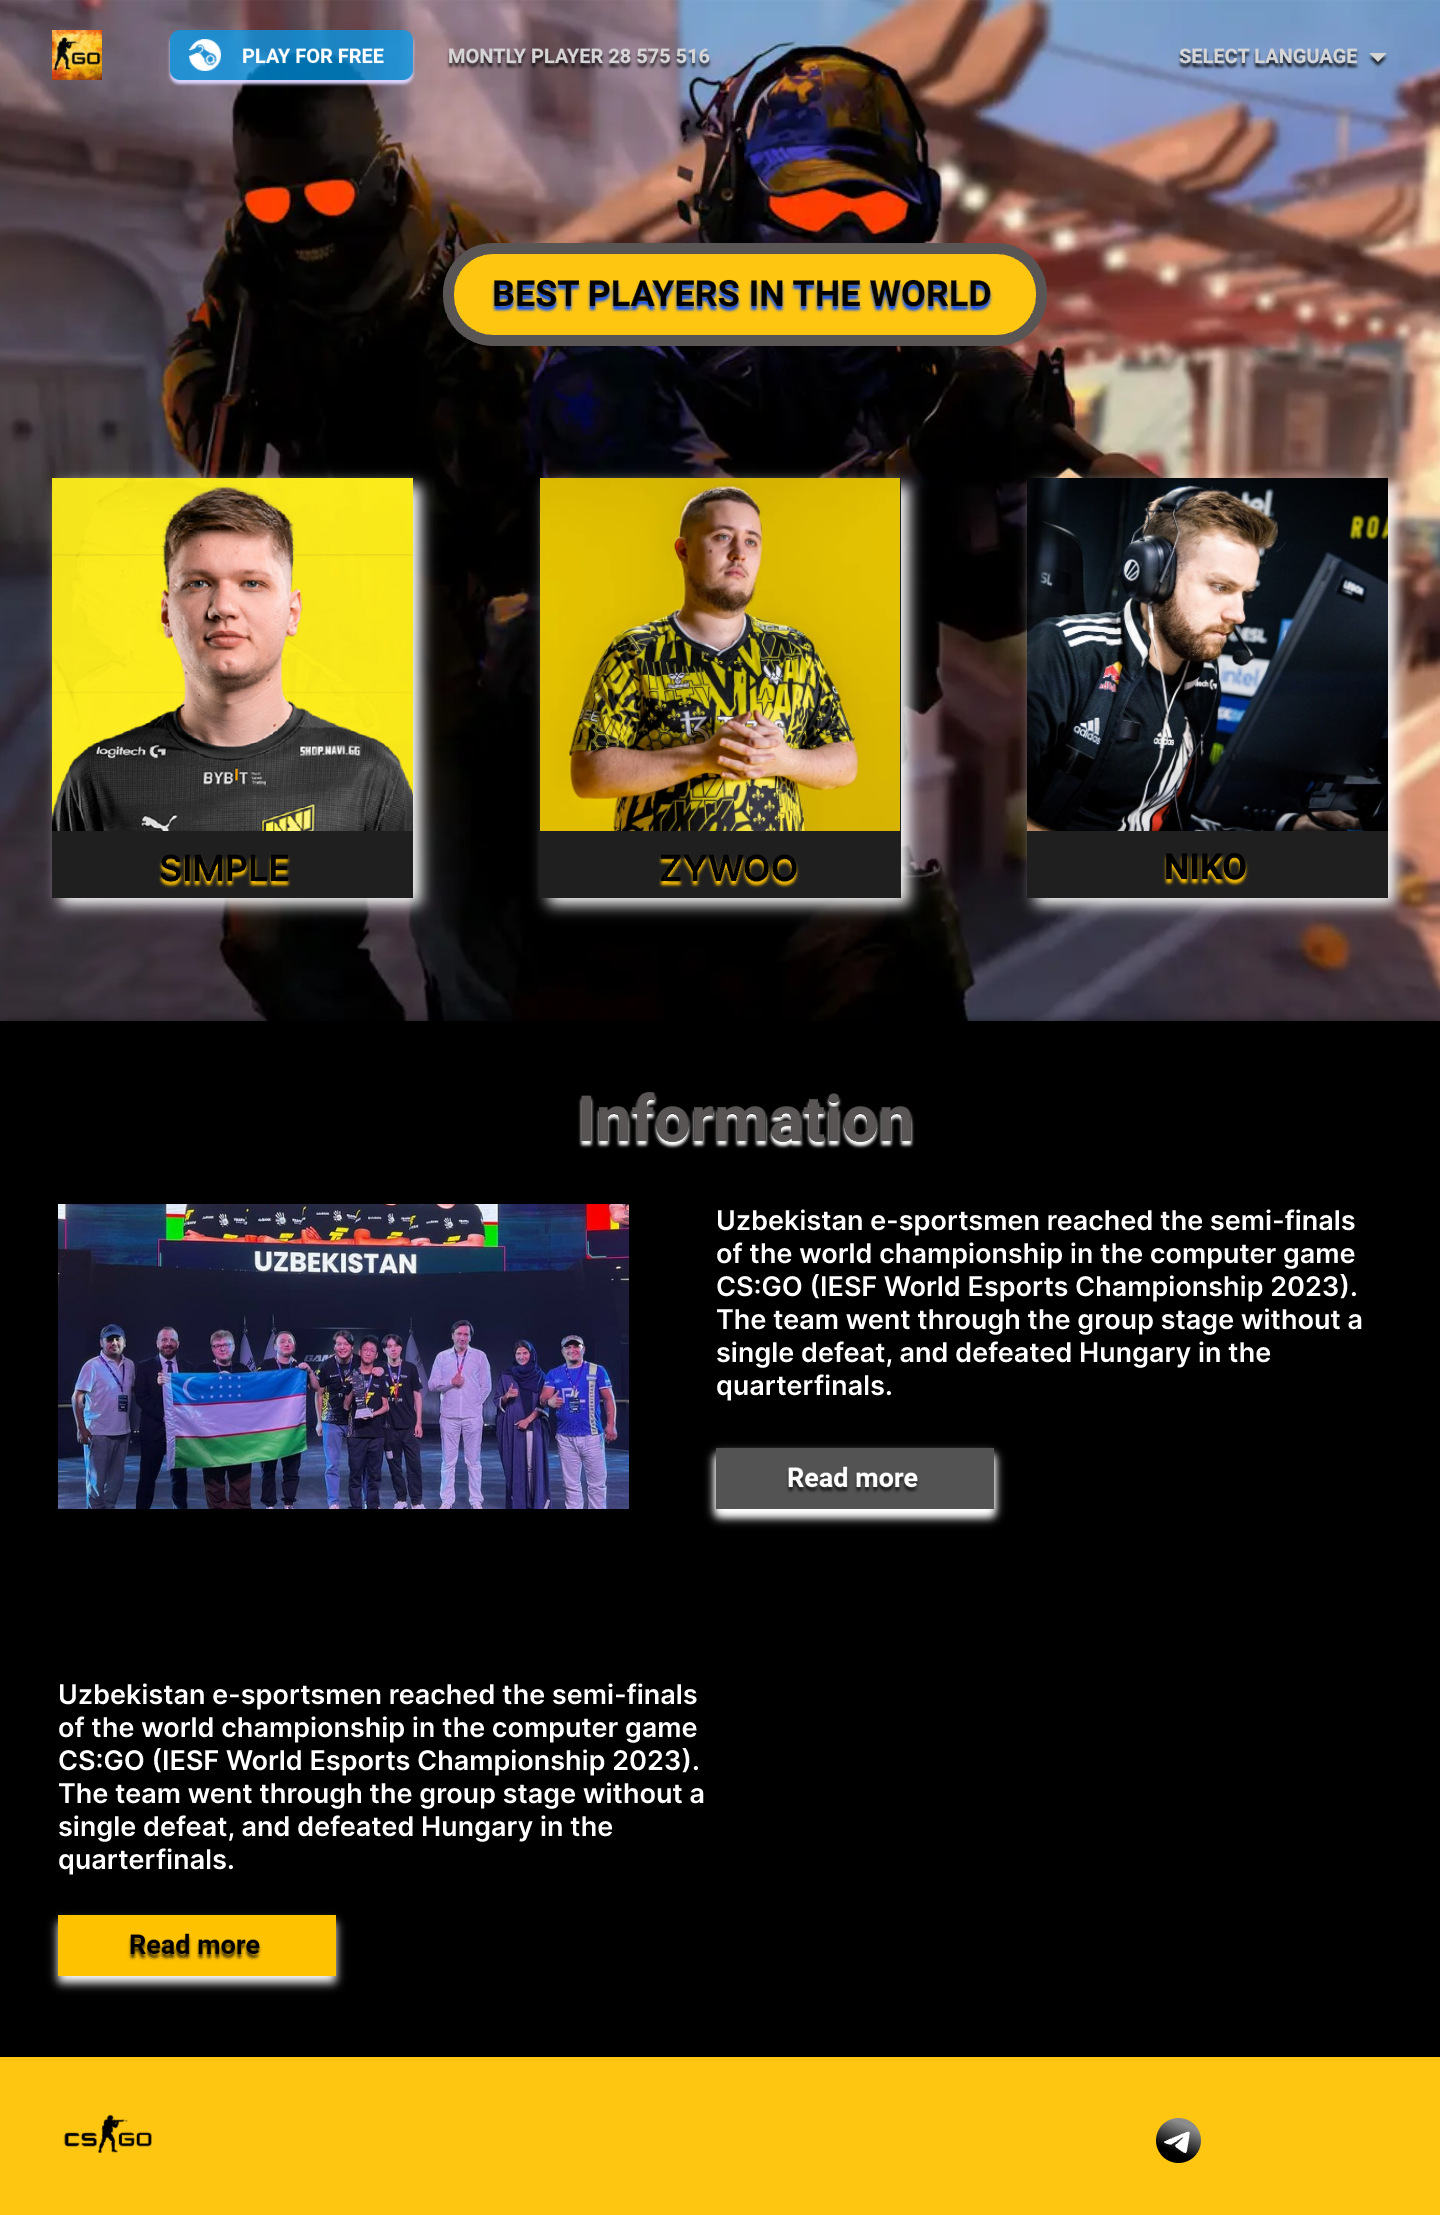 GO
PLAY FOR FREE
MONTLY PLAYER 28 575 516
SELECT LANGUAGE
BEST PLAYERS IN THE WORLD
logitech G
SHOP.NAVI.GG
BYBIT
SIMPLE
ZYWOO
intel
ESL
adidas
adidas
NIKO
Information
UZBEKISTAN
Uzbekistan e-sportsmen reached the semi-finals
of the world championship in the computer game
CS:GO (IESF World Esports Championship 2023).
The team went through the group stage without a
single defeat, and defeated Hungary in the
quarterfinals.
Read more
Uzbekistan e-sportsmen reached the semi-finals
of the world championship in the computer game
CS:GO (IESF World Esports Championship 2023).
The team went through the group stage without a
single defeat, and defeated Hungary in the
quarterfinals.
Read more
CS GO